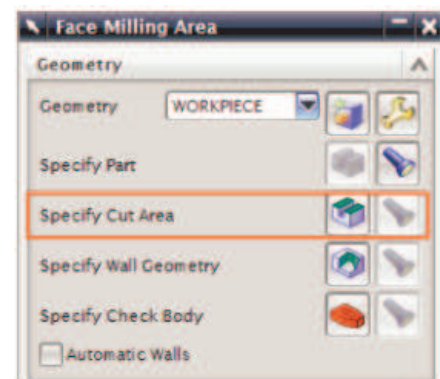 Face Milling Area
Geometry
Geometry WORKPIECE
Specify Part
Specify Cut Area
Specify Wall Geometry
Specify Check Body
Automatic Walls